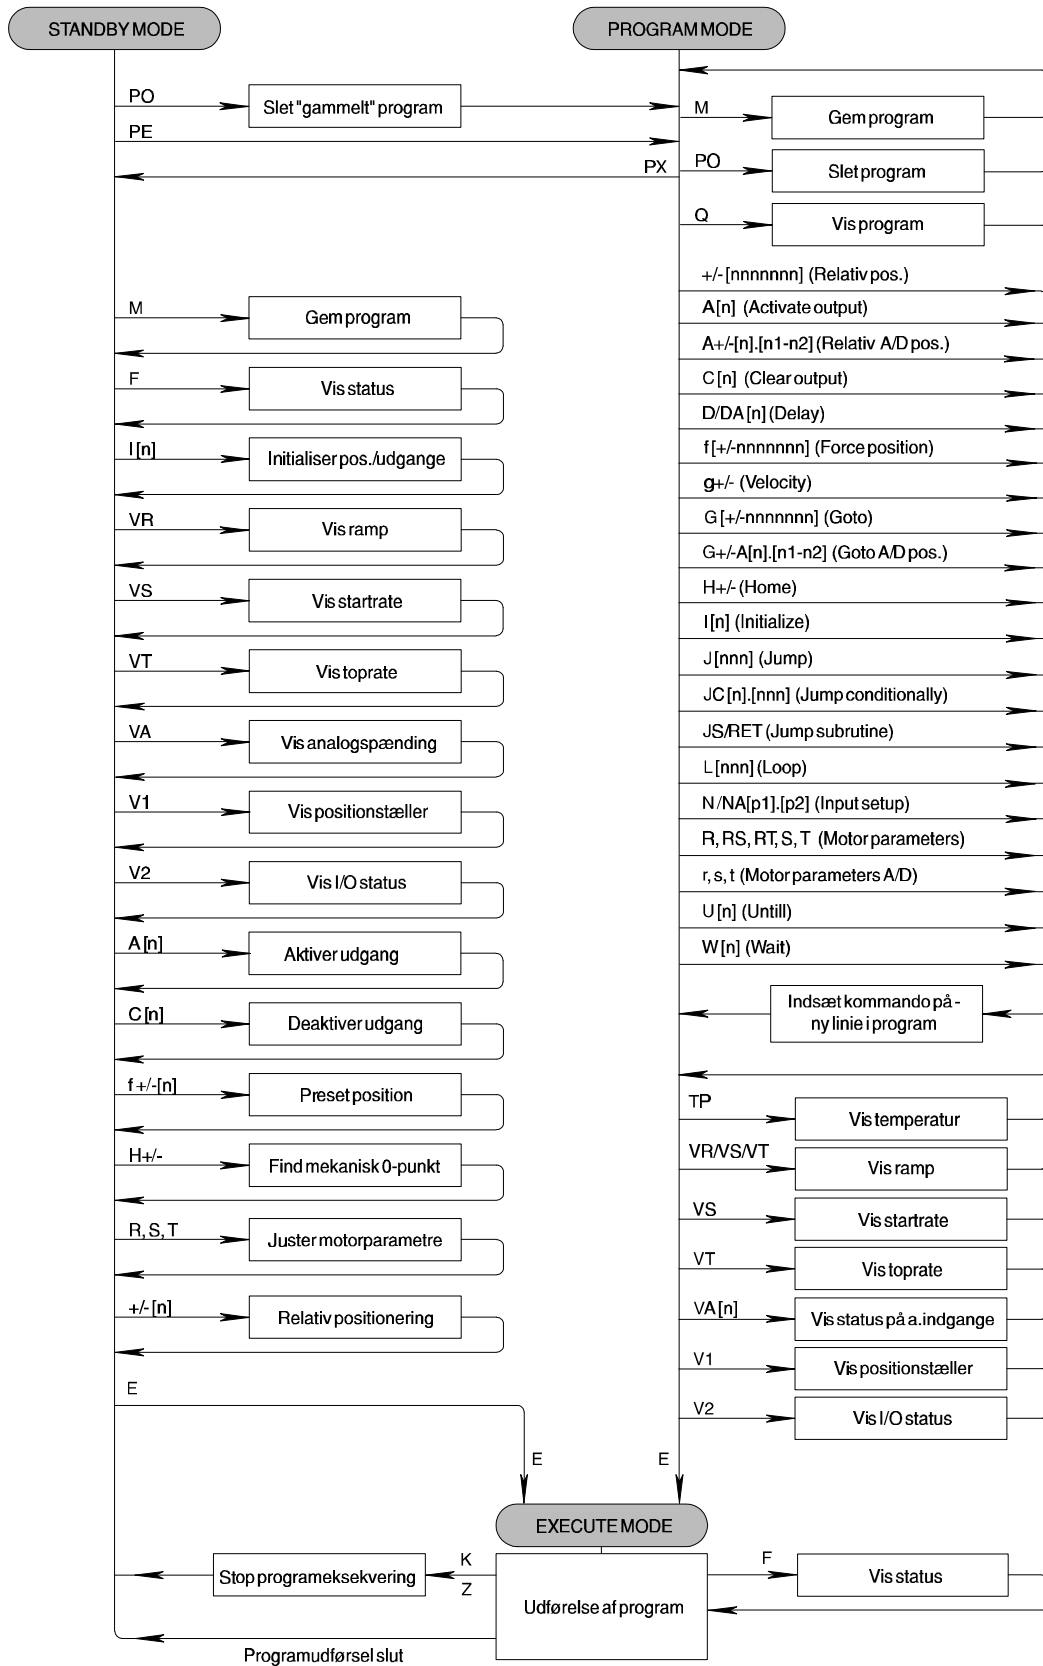 STANDBY MODE
PO
Slet "gammelt" program
PE
PX
M
Gem program
F
Vis status
I [n]
Initialiser pos./udgange
VR
Vis ramp
VS
Vis startrate
VT
Vis toprate
VA
Vis analogspænding
V1
Vis positionstæller
V2
Vis I/O status
A [n]
Aktiver udgang
C [n]
Deaktiver udgang
f +/-[n]
Preset position
H+/-
Find mekanisk 0-punkt
R, S, T
Juster motorparametre
+/- [n]
Relativ positionering
E
E
PROGRAM MODE
M
Gem program
PO
Slet program
Q
Vis program
+/- [nnnnnnn] (Relativ pos.)
A [n] (Activate output)
A+/-[n].[n1-n2] (Relativ A/D pos.)
C [n] (Clear output)
D/DA [n] (Delay)
f [+/-nnnnnnn] (Force position)
g+/- (Velocity)
G [+/-nnnnnnn] (Goto)
G+/-A[n].[n1-n2] (Goto A/D pos.)
H+/- (Home)
I [n] (Initialize)
J [nnn] (Jump)
JC [n].[nnn] (Jump conditionally)
JS/RET (Jump subrutine)
L [nnn] (Loop)
N /NA[p1].[p2] (Input setup)
R, RS, RT, S, T (Motor parameters)
r, s, t (Motor parameters A/D)
U [n] (Untill)
W [n] (Wait)
Indsæt kommando på -
ny linie i program
TP
Vis temperatur
VR/VS/VT
Vis ramp
VS
Vis startrate
VT
Vis toprate
VA [n]
Vis status på a.indgange
V1
Vis positionstæller
V2
Vis I/O status
E
EXECUTE MODE
K
Z
Stop programeksekvering
Udførelse af program
F
Vis status
Programudførsel slut